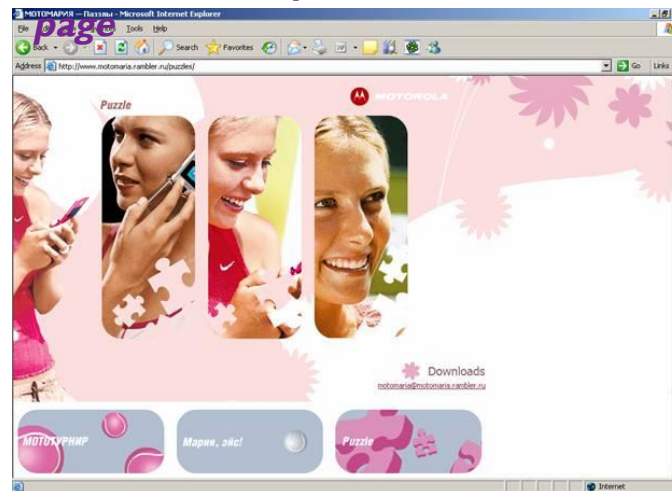 МОТОМАРИЯ — Паззлы - Microsoft Internet Explorer
page
Tools Help
Back Search Favorites
Address http://www.motomaria.rambler.ru/puzzles/ Go Links
Puzzle
MOTOROLA
Downloads
motomaria@motomaria.rambler.ru
МОТОТУРНИР Мария, эйс! Puzzle
Internet